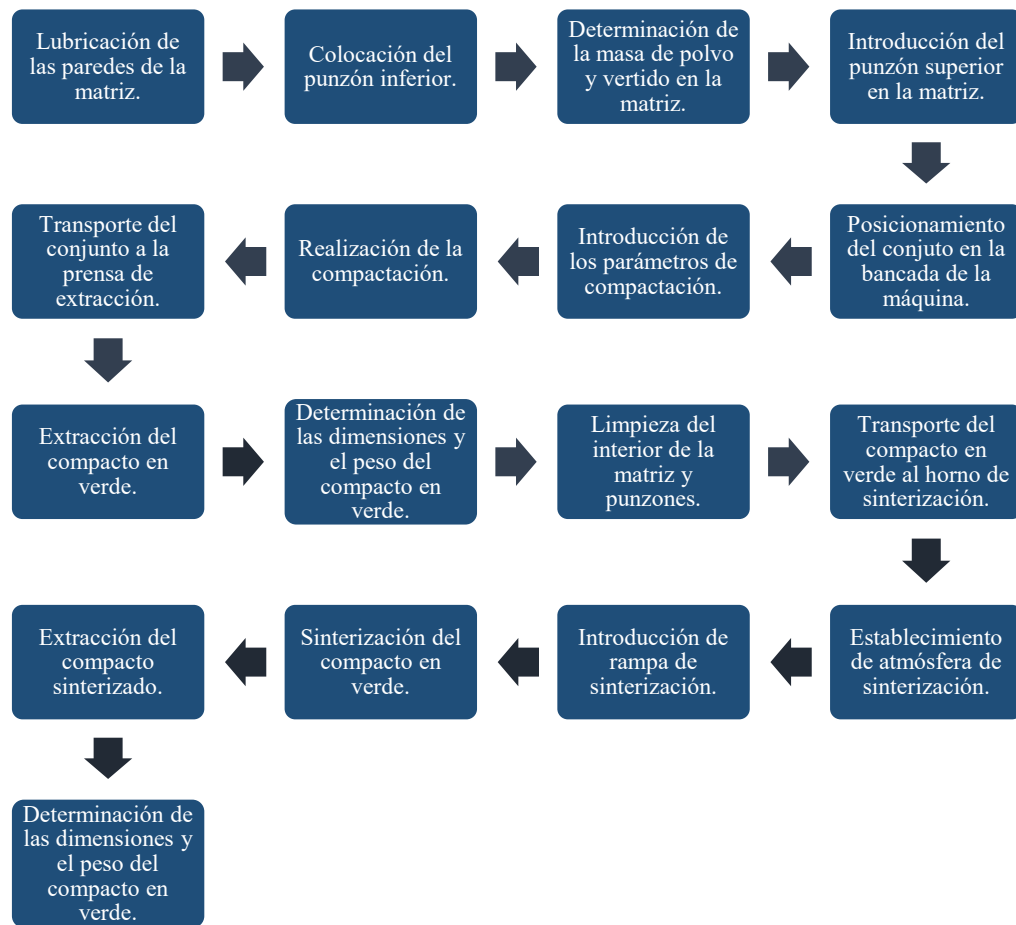 Lubricación de
las paredes de la
matriz.
Colocación del
punzón inferior.
Determinación de
la masa de polvo
y vertido en la
matriz.
Introducción del
punzón superior
en la matriz.
Posicionamiento
del conjuto en la
bancada de la
máquina.
Introducción de
los parámetros de
compactación.
Realización de la
compactación.
Transporte del
conjunto a la
prensa de
extracción.
Extracción del
compacto en
verde.
Determinación de
las dimensiones y
el peso del
compacto en
verde.
Limpieza del
interior de la
matriz y
punzones.
Transporte del
compacto en
verde al horno de
sinterización.
Establecimiento
de atmósfera de
sinterización.
Introducción de
rampa de
sinterización.
Sinterización del
compacto en
verde.
Extracción del
compacto
sinterizado.
Determinación de
las dimensiones y
el peso del
compacto en
verde.